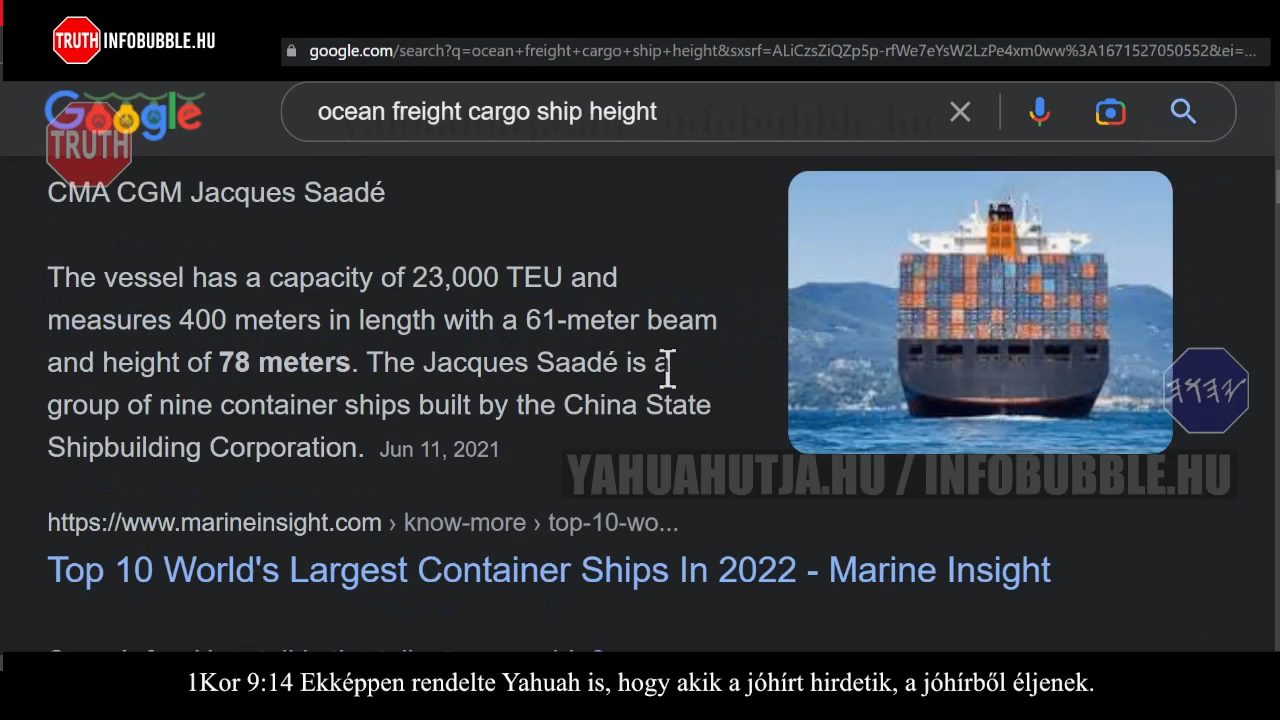 TRUTH INFOBUBBLE.HU
google.com/search?q=ocean+freight+cargo+ship+height&sxsrf=ALiCzsZiQZp5p-rfWe7eYsW2LzPe4xm0ww%3A1671527050552&ei=...
Google
ocean freight cargo ship height
TRUTH
CMA CGM Jacques Saadé
The vessel has a capacity of 23,000 TEU and
measures 400 meters in length with a 61-meter beam
and height of 78 meters. The Jacques Saadé is a
group of nine container ships built by the China State
Shipbuilding Corporation. Jun 11, 2021
𐤉𐤄𐤅𐤄
YAHUAHUTJA.HU / INFOBUBBLE.HU
https://www.marineinsight.com › know-more › top-10-wo...
Top 10 World's Largest Container Ships In 2022 - Marine Insight
1Kor 9:14 Ekképpen rendelte Yahuah is, hogy akik a jóhírt hirdetik, a jóhírből éljenek.